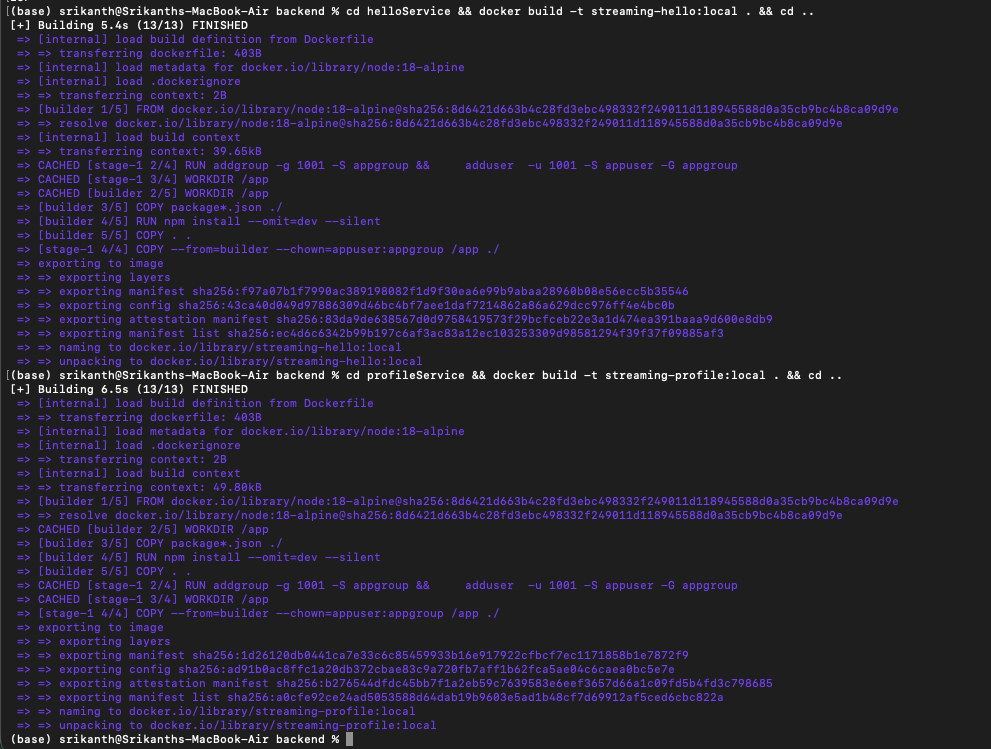 (base) srikanth@Srikanths-MacBook-Air backend % cd helloService && docker build -t streaming-hello:local . && cd ..
[+] Building 5.4s (13/13) FINISHED
=> [internal] load build definition from Dockerfile
=> => transferring dockerfile: 403B
=> [internal] load metadata for docker.io/library/node:18-alpine
=> [internal] load .dockerignore
=> => transferring context: 2B
=> [builder 1/5] FROM docker.io/library/node:18-alpine@sha256:8d6421d663b4c28fd3ebc498332f249011d118945588d0a35cb9bc4b8ca09d9e
=> => resolve docker.io/library/node:18-alpine@sha256:8d6421d663b4c28fd3ebc498332f249011d118945588d0a35cb9bc4b8ca09d9e
=> [internal] load build context
=> => transferring context: 39.65kB
=> CACHED [stage-1 2/4] RUN addgroup -g 1001 -S appgroup &&     adduser  -u 1001 -S appuser -G appgroup
=> CACHED [stage-1 3/4] WORKDIR /app
=> CACHED [builder 2/5] WORKDIR /app
=> [builder 3/5] COPY package*.json ./
=> [builder 4/5] RUN npm install --omit=dev --silent
=> [builder 5/5] COPY . .
=> [stage-1 4/4] COPY --from=builder --chown=appuser:appgroup /app ./
=> exporting to image
=> => exporting layers
=> => exporting manifest sha256:f97a07b1f7990ac389198082f1d9f30ea6e99b9abaa28960b08e56ecc5b35546
=> => exporting config sha256:43ca40d049d97886309d46bc4bf7aee1daf7214862a86a629dcc976ff4e4bc0b
=> => exporting attestation manifest sha256:83da9de638567d0d9758419573f29bcfceb22e3a1d474ea391baaa9d600e8db9
=> => exporting manifest list sha256:ec4d6c6342b99b197c6af3ac83a12ec103253309d98581294f39f37f09885af3
=> => naming to docker.io/library/streaming-hello:local
=> => unpacking to docker.io/library/streaming-hello:local
(base) srikanth@Srikanths-MacBook-Air backend % cd profileService && docker build -t streaming-profile:local . && cd ..
[+] Building 6.5s (13/13) FINISHED
=> [internal] load build definition from Dockerfile
=> => transferring dockerfile: 403B
=> [internal] load metadata for docker.io/library/node:18-alpine
=> [internal] load .dockerignore
=> => transferring context: 2B
=> [internal] load build context
=> => transferring context: 49.80kB
=> [builder 1/5] FROM docker.io/library/node:18-alpine@sha256:8d6421d663b4c28fd3ebc498332f249011d118945588d0a35cb9bc4b8ca09d9e
=> => resolve docker.io/library/node:18-alpine@sha256:8d6421d663b4c28fd3ebc498332f249011d118945588d0a35cb9bc4b8ca09d9e
=> CACHED [builder 2/5] WORKDIR /app
=> [builder 3/5] COPY package*.json ./
=> [builder 4/5] RUN npm install --omit=dev --silent
=> [builder 5/5] COPY . .
=> CACHED [stage-1 2/4] RUN addgroup -g 1001 -S appgroup &&     adduser  -u 1001 -S appuser -G appgroup
=> CACHED [stage-1 3/4] WORKDIR /app
=> [stage-1 4/4] COPY --from=builder --chown=appuser:appgroup /app ./
=> exporting to image
=> => exporting layers
=> => exporting manifest sha256:1d26120db0441ca7e33c6c85459933b16e917922cfbcf7ec1171858b1e7872f9
=> => exporting config sha256:ad91b0ac8ffc1a20db372cbae83c9a720fb7aff1b62fca5ae04c6caea0bc5e7e
=> => exporting attestation manifest sha256:b276544dfdc45bb7f1a2eb59c7639583e6eef3657d66a1c09fd5b4fd3c798685
=> => exporting manifest list sha256:a0cfe92ce24ad5053588d64dab19b9603e5ad1b48cf7d69912af5ced6cbc822a
=> => naming to docker.io/library/streaming-profile:local
=> => unpacking to docker.io/library/streaming-profile:local
(base) srikanth@Srikanths-MacBook-Air backend %